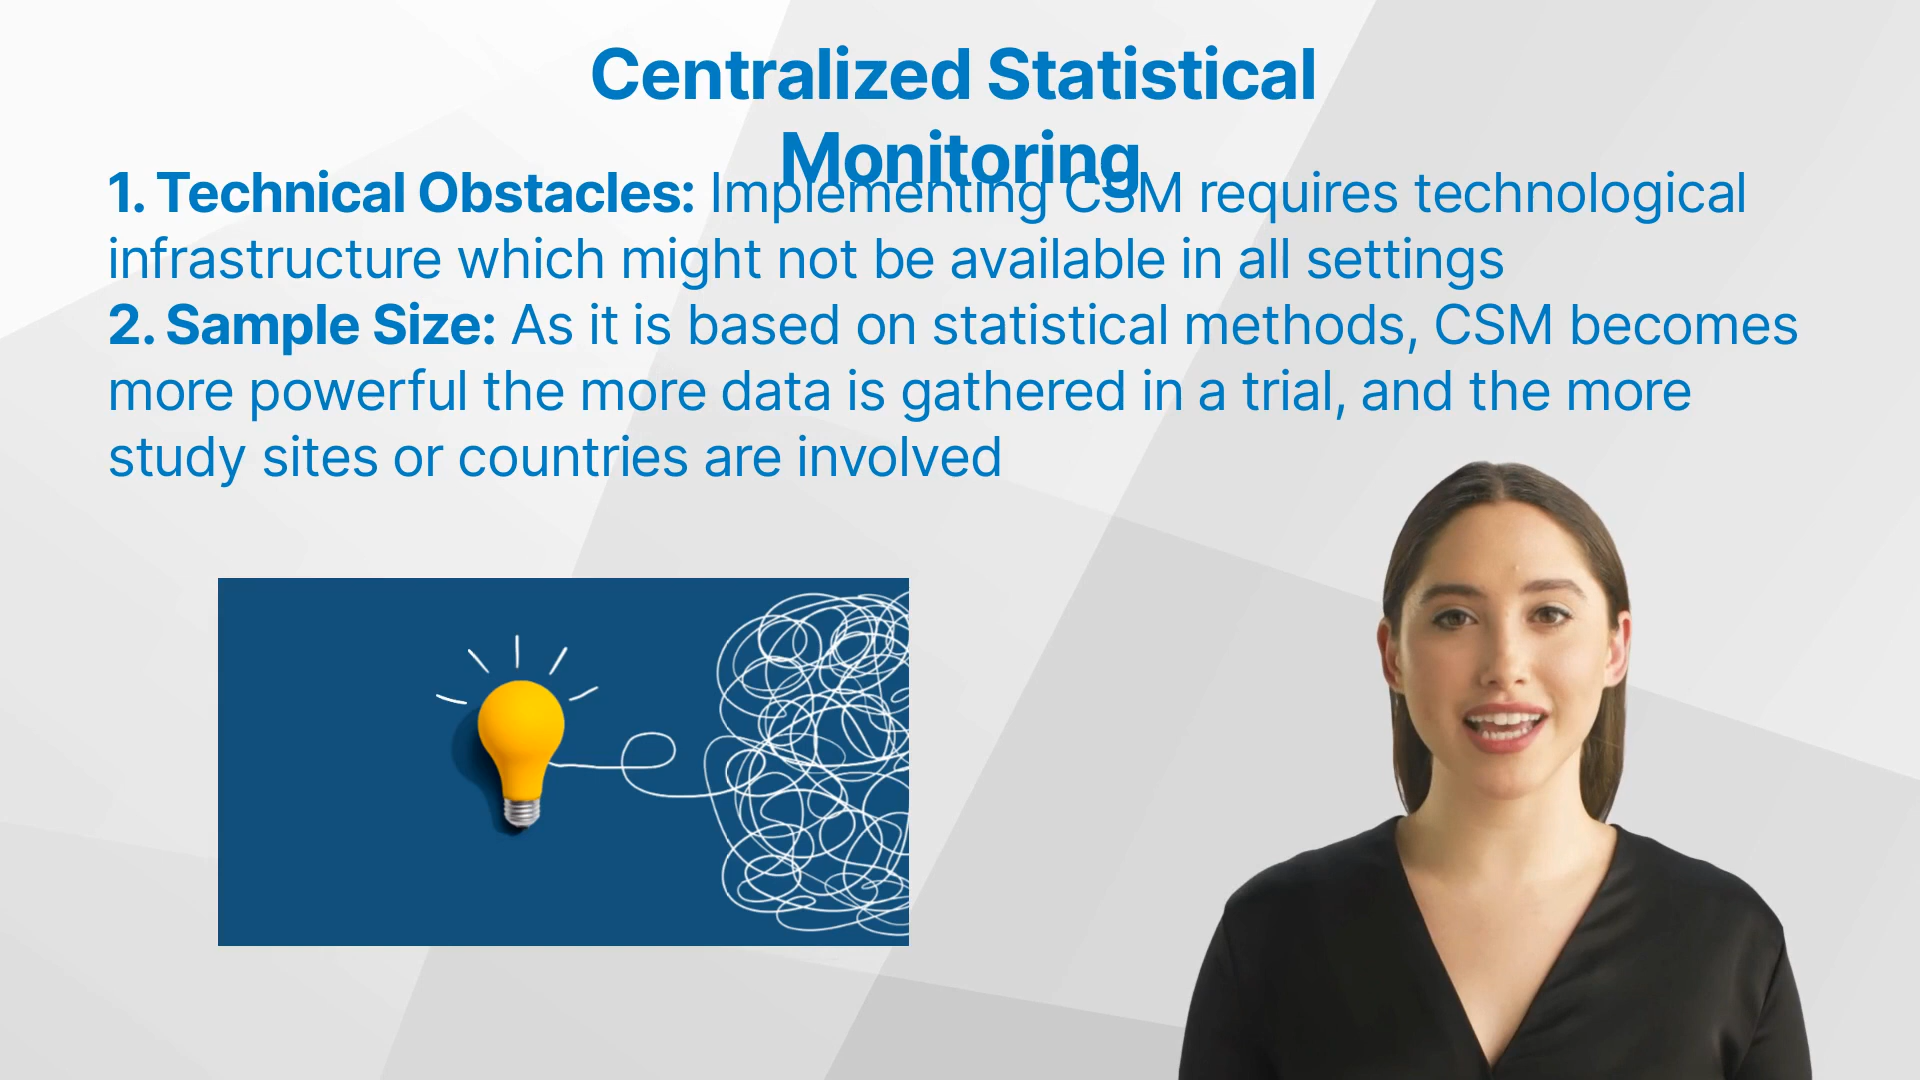 Centralized Statistical
Monitoring
1. Technical Obstacles: Implementing CSM requires technological
infrastructure which might not be available in all settings
2. Sample Size: As it is based on statistical methods, CSM becomes
more powerful the more data is gathered in a trial, and the more
study sites or countries are involved